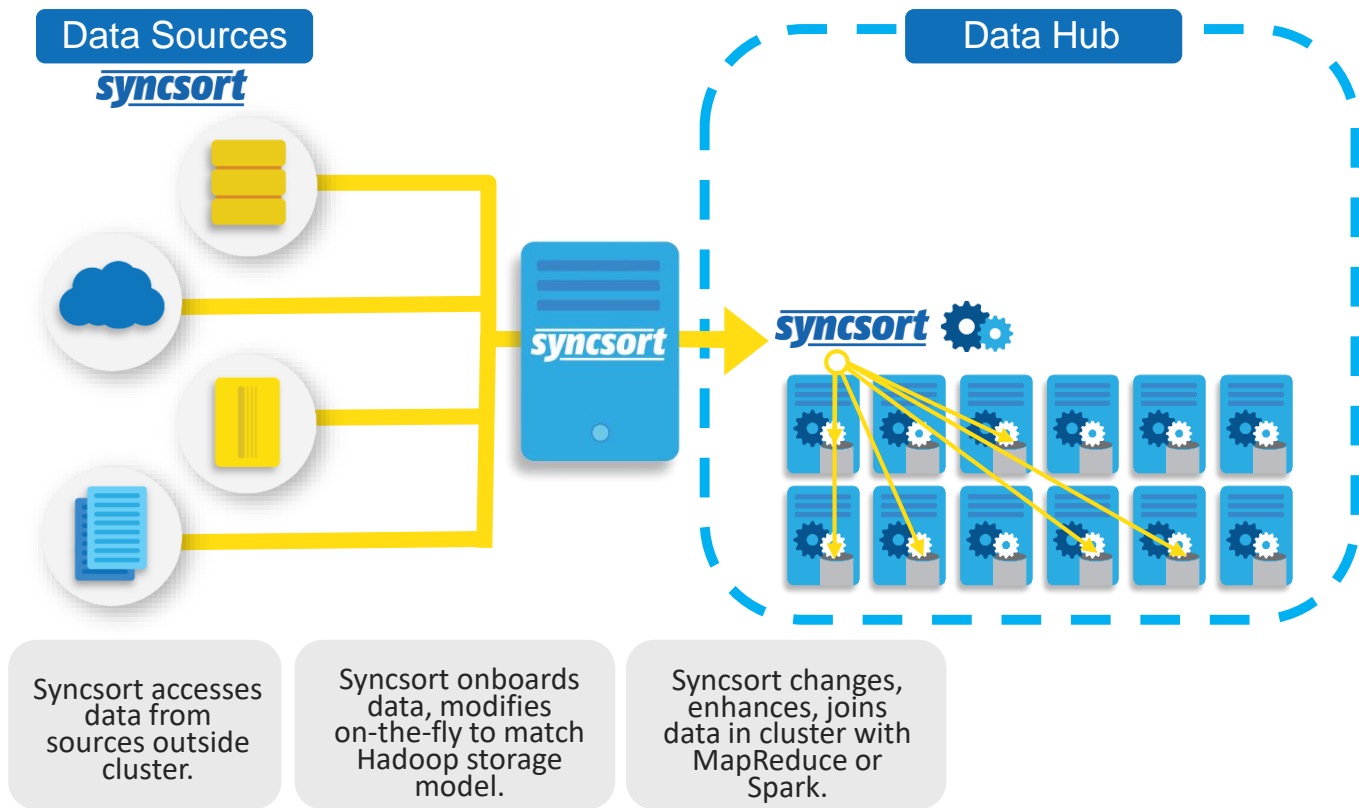 Data Sources
syncsort
Data Hub
syncsort
syncsort
Syncsort accesses
data from
sources outside
cluster.
Syncsort onboards
data, modifies
on-the-fly to match
Hadoop storage
model.
Syncsort changes,
enhances, joins
data in cluster with
MapReduce or
Spark.